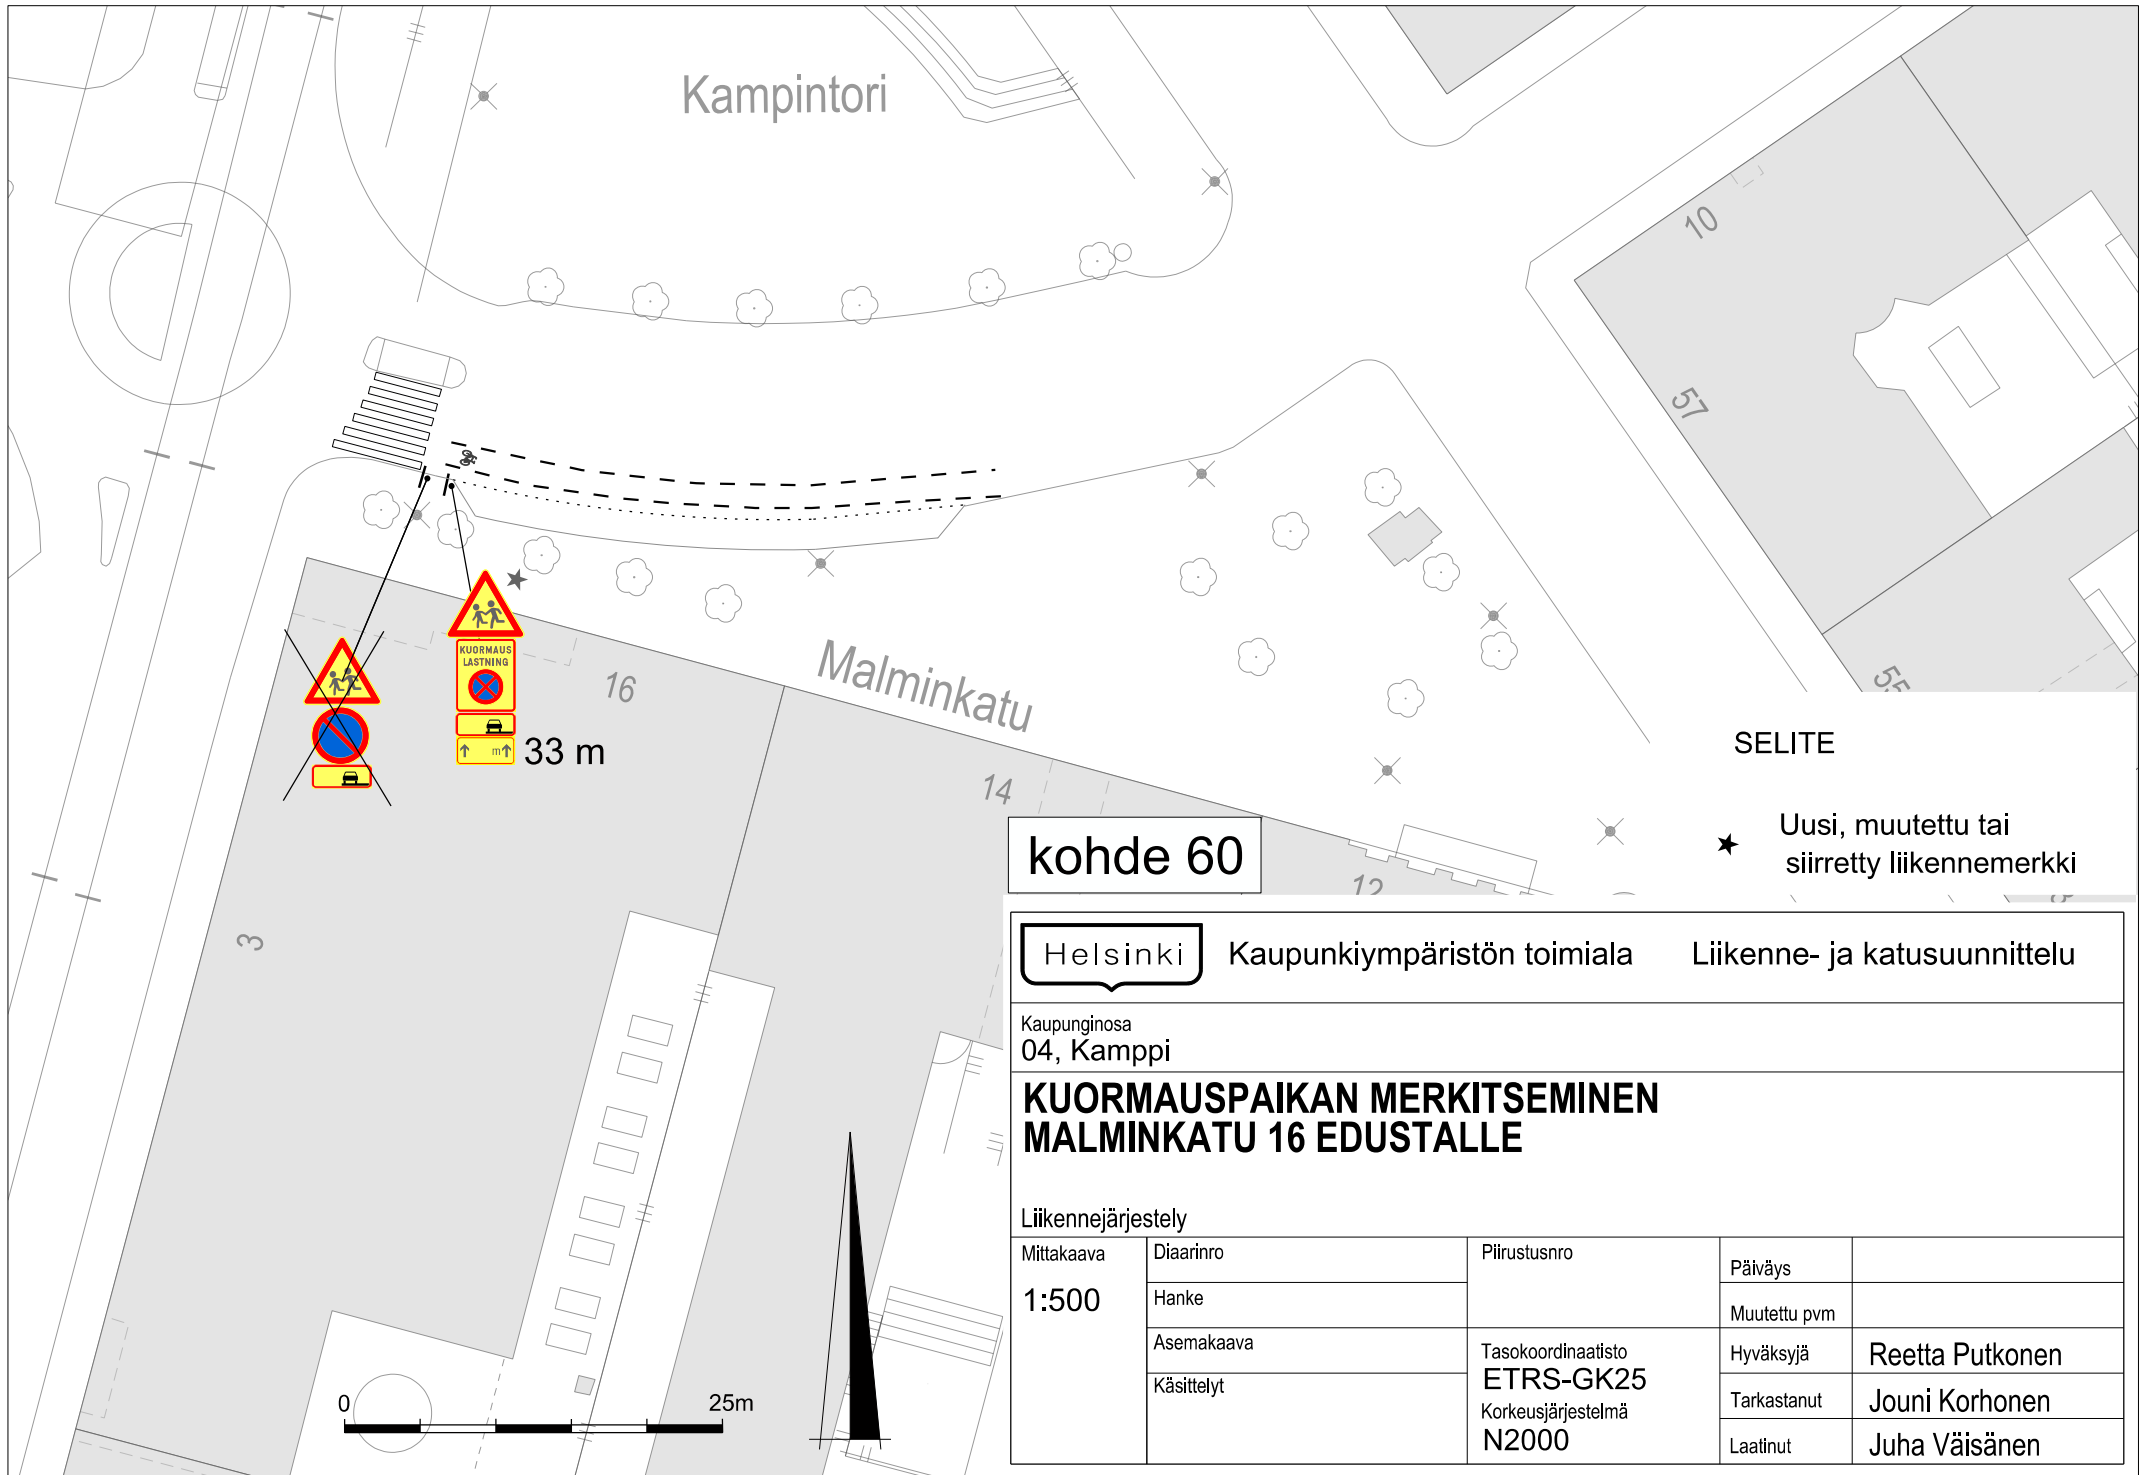 Kampintori
10
57
55
KUORMAUS
LASTNING
m
33 m
16
Malminkatu
14
12
3
SELITE
Uusi, muutettu tai
siirretty liikennemerkki
kohde 60
Helsinki
Kaupunkiympäristön toimiala
Liikenne- ja katusuunnittelu
Kaupunginosa
04, Kamppi
KUORMAUSPAIKAN MERKITSEMINEN
MALMINKATU 16 EDUSTALLE
Liikennejärjestely
Mittakaava
1:500
Diaarinro
Hanke
Asemakaava
Käsittelyt
Piirustusnro
Tasokoordinaatisto
ETRS-GK25
Korkeusjärjestelmä
N2000
Päiväys
Muutettu pvm
Hyväksyjä
Reetta Putkonen
Tarkastanut
Jouni Korhonen
Laatinut
Juha Väisänen
0
25m